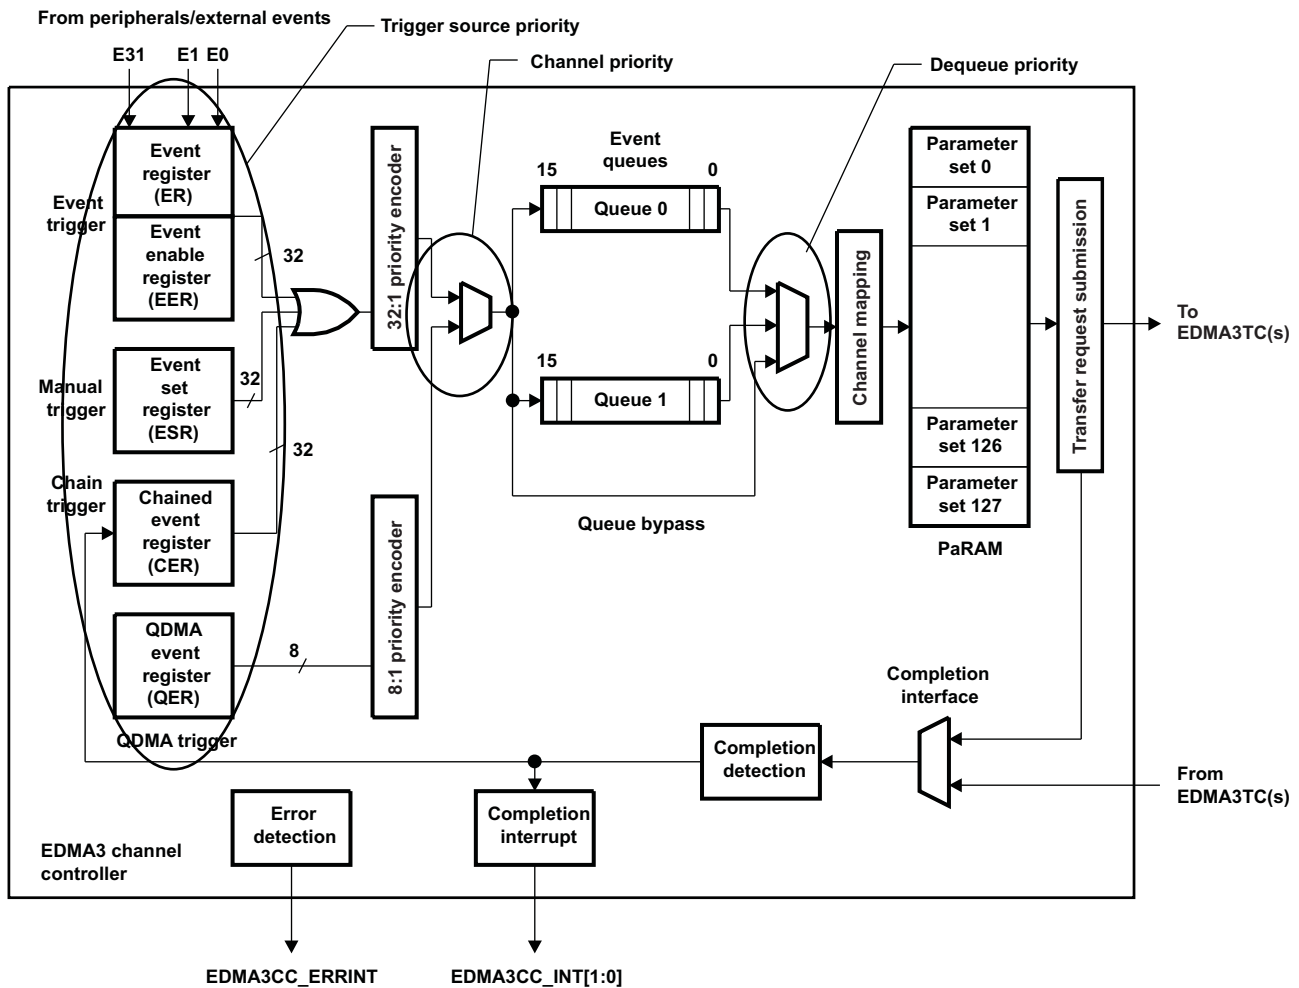 From peripherals/external events
Trigger source priority
E31
E1
E0
Channel priority
Dequeue priority
Event
register
(ER)
Event
trigger
Event
enable
register
(EER)
32
Manual
trigger
Event
set
register
(ESR)
32
32
Chain
trigger
Chained
event
register
(CER)
QDMA
event
register
(QER)
8
QDMA trigger
32:1 priority encoder
8:1 priority encoder
Event
queues
15
0
Queue 0
15
0
Queue 1
Queue bypass
Channel mapping
Parameter
set 0
Parameter
set 1
Parameter
set 126
Parameter
set 127
PaRAM
Transfer request submission
To
EDMA3TC(s)
Completion
interface
From
EDMA3TC(s)
Completion
detection
Error
detection
Completion
interrupt
EDMA3 channel
controller
EDMA3CC_ERRINT
EDMA3CC_INT[1:0]